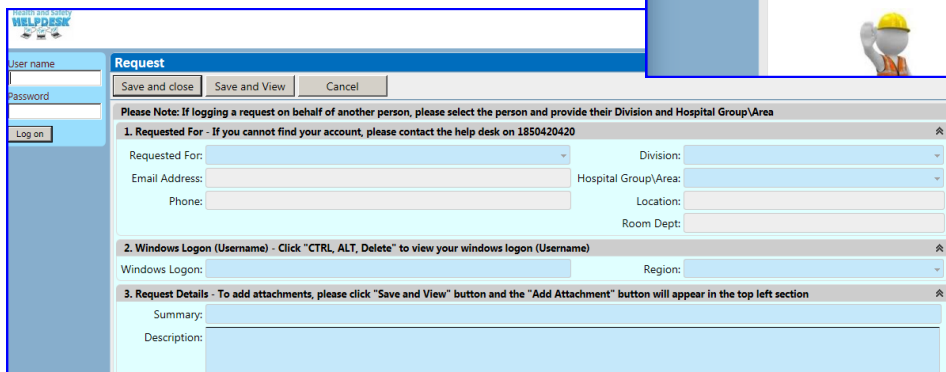 Health and Safety
HELPDESK
User name
Password
Log on
Request
Save and close Save and View Cancel
Please Note: If logging a request on behalf of another person, please select the person and provide their Division and Hospital Group\Area
1. Requested For - If you cannot find your account, please contact the help desk on 1850420420
Requested For: Division:
Email Address: Hospital Group\Area:
Phone: Location:
Room Dept:
2. Windows Logon (Username) - Click "CTRL, ALT, Delete" to view your windows logon (Username)
Windows Logon: Region:
3. Request Details - To add attachments, please click "Save and View" button and the "Add Attachment" button will appear in the top left section
Summary:
Description: